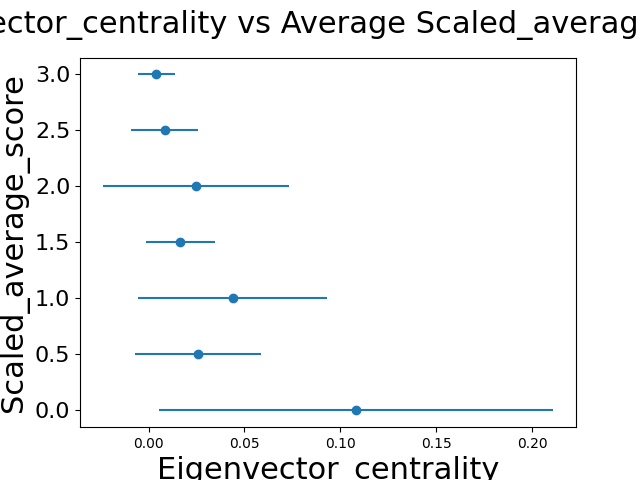 ector_centrality vs Average Scaled_averag
Scaled_average_score
3.0
2.5
2.0
1.5
1.0
0.5
0.0
0.00 0.05 0.10 0.15 0.20
Eigenvector_centrality